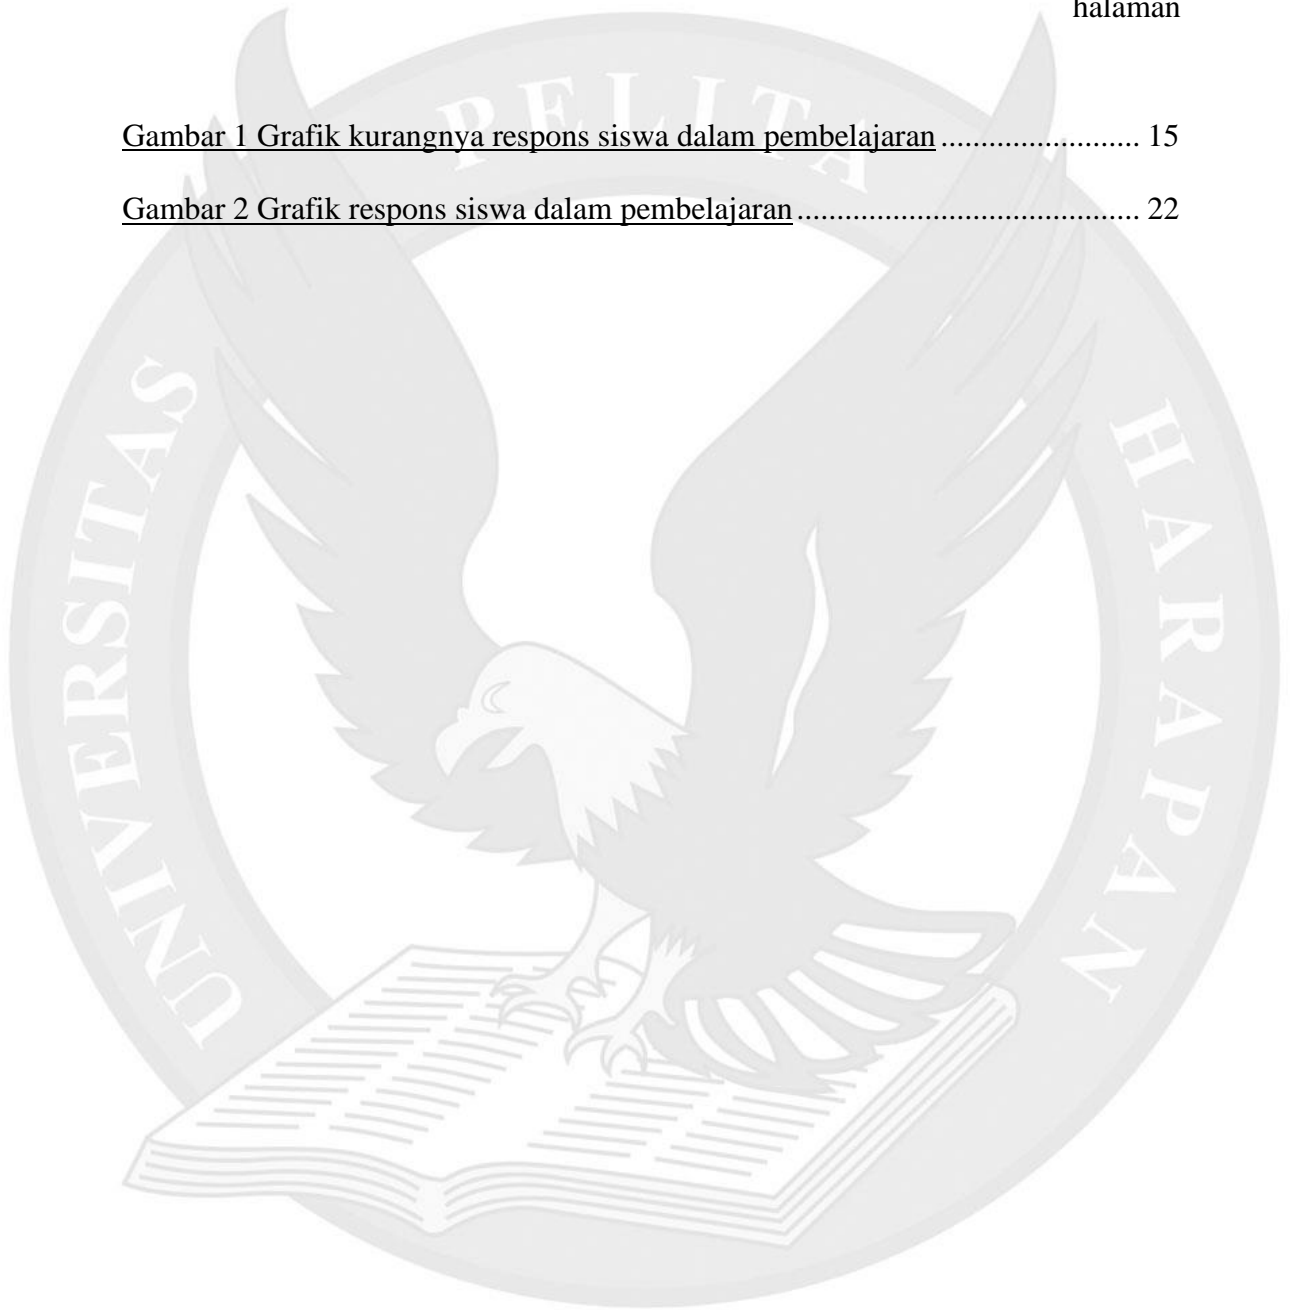 halaman
PELITA
Gambar 1 Grafik kurangnya respons siswa dalam pembelajaran ......................... 15
Gambar 2 Grafik respons siswa dalam pembelajaran ........................................... 22
UNIVERSITAS
HARAPAN